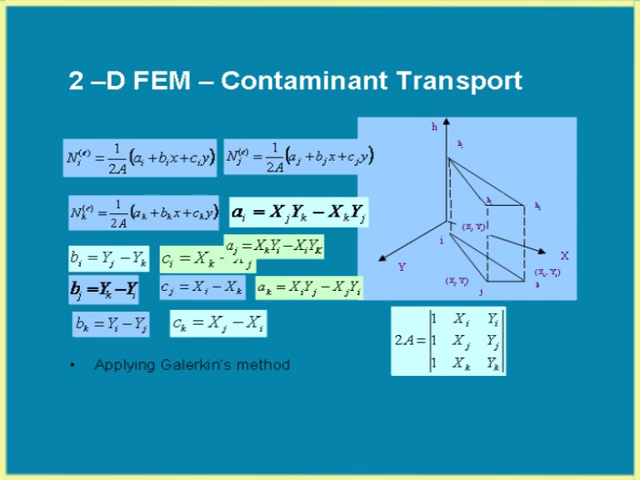 2 –D FEM – Contaminant Transport
N_i^(e) = 1/2A (a_i + b_i x + c_i y)
N_j^(e) = 1/2A (a_j + b_j x + c_j y)
N_k^(e) = 1/2A (a_k + b_k x + c_k y)
a_i = X_j Y_k − X_k Y_j
b_i = Y_j − Y_k
c_i = X_k - X_j
a_j = X_k Y_i − X_i Y_K
b_j = Y_k − Y_i
c_j = X_i − X_k
a_k = X_i Y_j − X_j Y_i
b_k = Y_i − Y_j
c_k = X_j − X_i
h
i
X
Y
j
2A = |1 X_i Y_i|
|1 X_j Y_j|
|1 X_k Y_k|
• Applying Galerkin's method